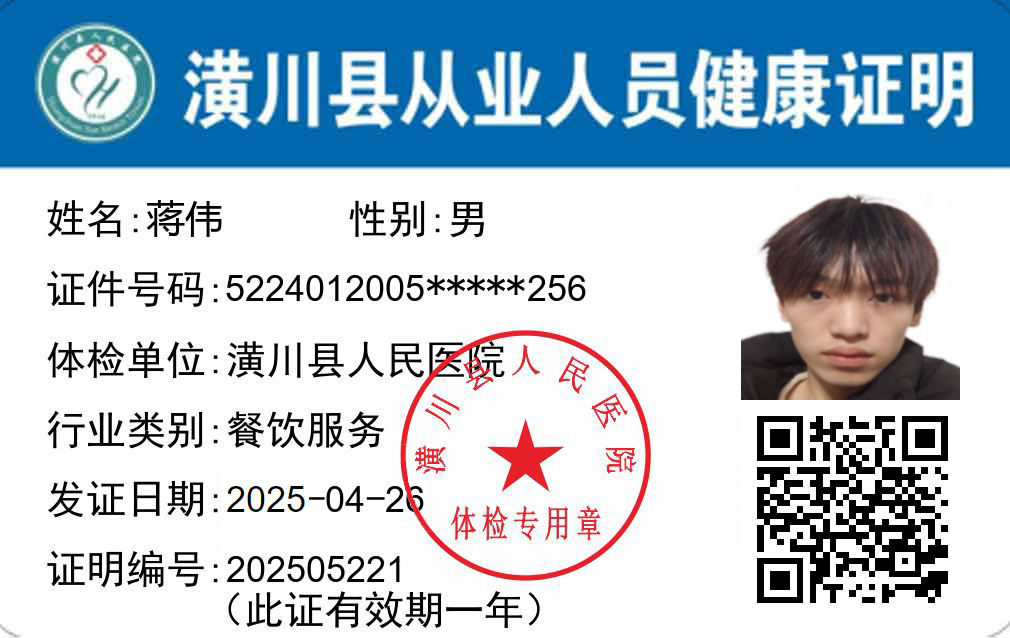 潢川县从业人员健康证明
姓名:蒋伟 性别:男
证件号码:5224012005*****256
体检单位:潢川县人民医院
行业类别:餐饮服务
发证日期:2025-04-26
证明编号:202505221
(此证有效期一年)
潢川县人民医院
体检专用章